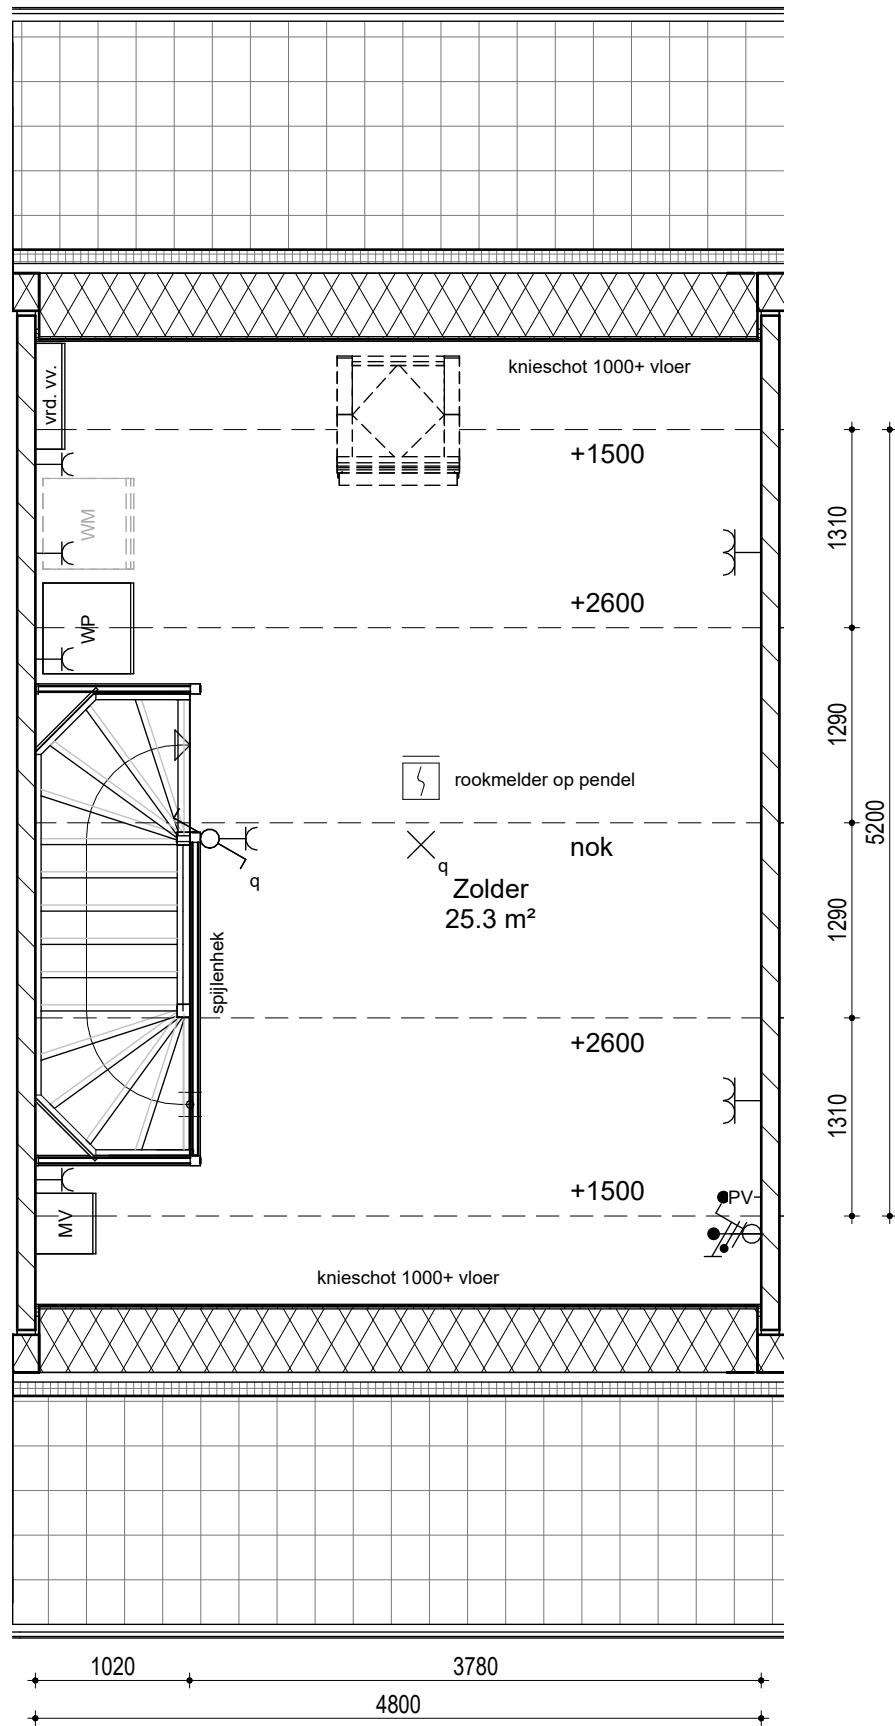 knieschot 1000+ vloer
vrd. vv.
+1500
WM
1310
+2600
WP
1290
rookmelder op pendel
5200
nok
q
q
Zolder
25.3 m²
1290
spijlenhek
+2600
1310
+1500
PV
MV
knieschot 1000+ vloer
1020
3780
4800